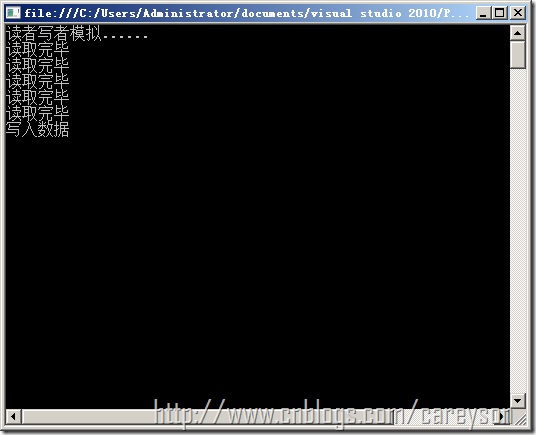 file:///C:/Users/Administrator/documents/visual studio 2010/P...
读者写者模拟......
读取完毕
读取完毕
读取完毕
读取完毕
读取完毕
写入数据
http://www.cnblogs.com/careyson